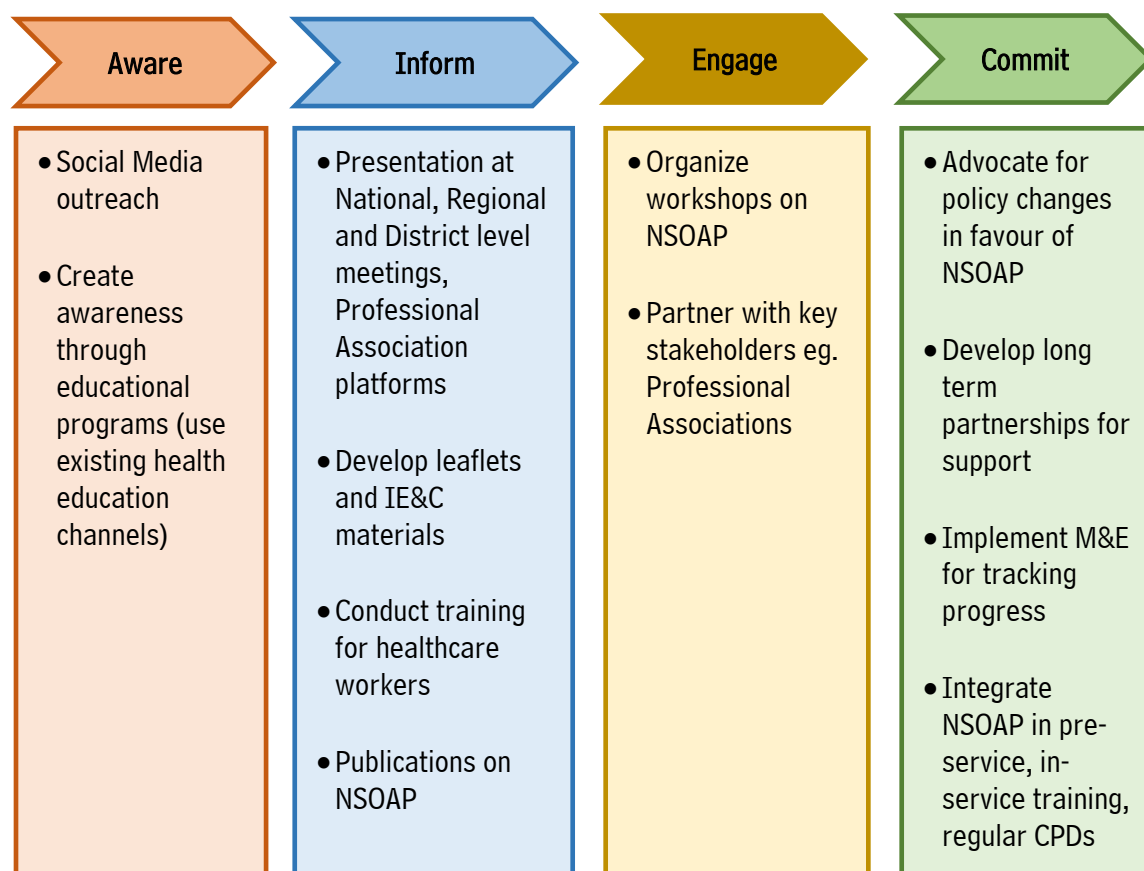 Aware
• Social Media
outreach
• Create
awareness
through
educational
programs (use
existing health
education
channels)
Inform
• Presentation at
National, Regional
and District level
meetings,
Professional
Association
platforms
• Develop leaflets
and IE&C
materials
• Conduct training
for healthcare
workers
• Publications on
NSOAP
Engage
• Organize
workshops on
NSOAP
• Partner with key
stakeholders eg.
Professional
Associations
Commit
• Advocate for
policy changes
in favour of
NSOAP
• Develop long
term
partnerships for
support
• Implement M&E
for tracking
progress
• Integrate
NSOAP in pre-
service, in-
service training,
regular CPDs